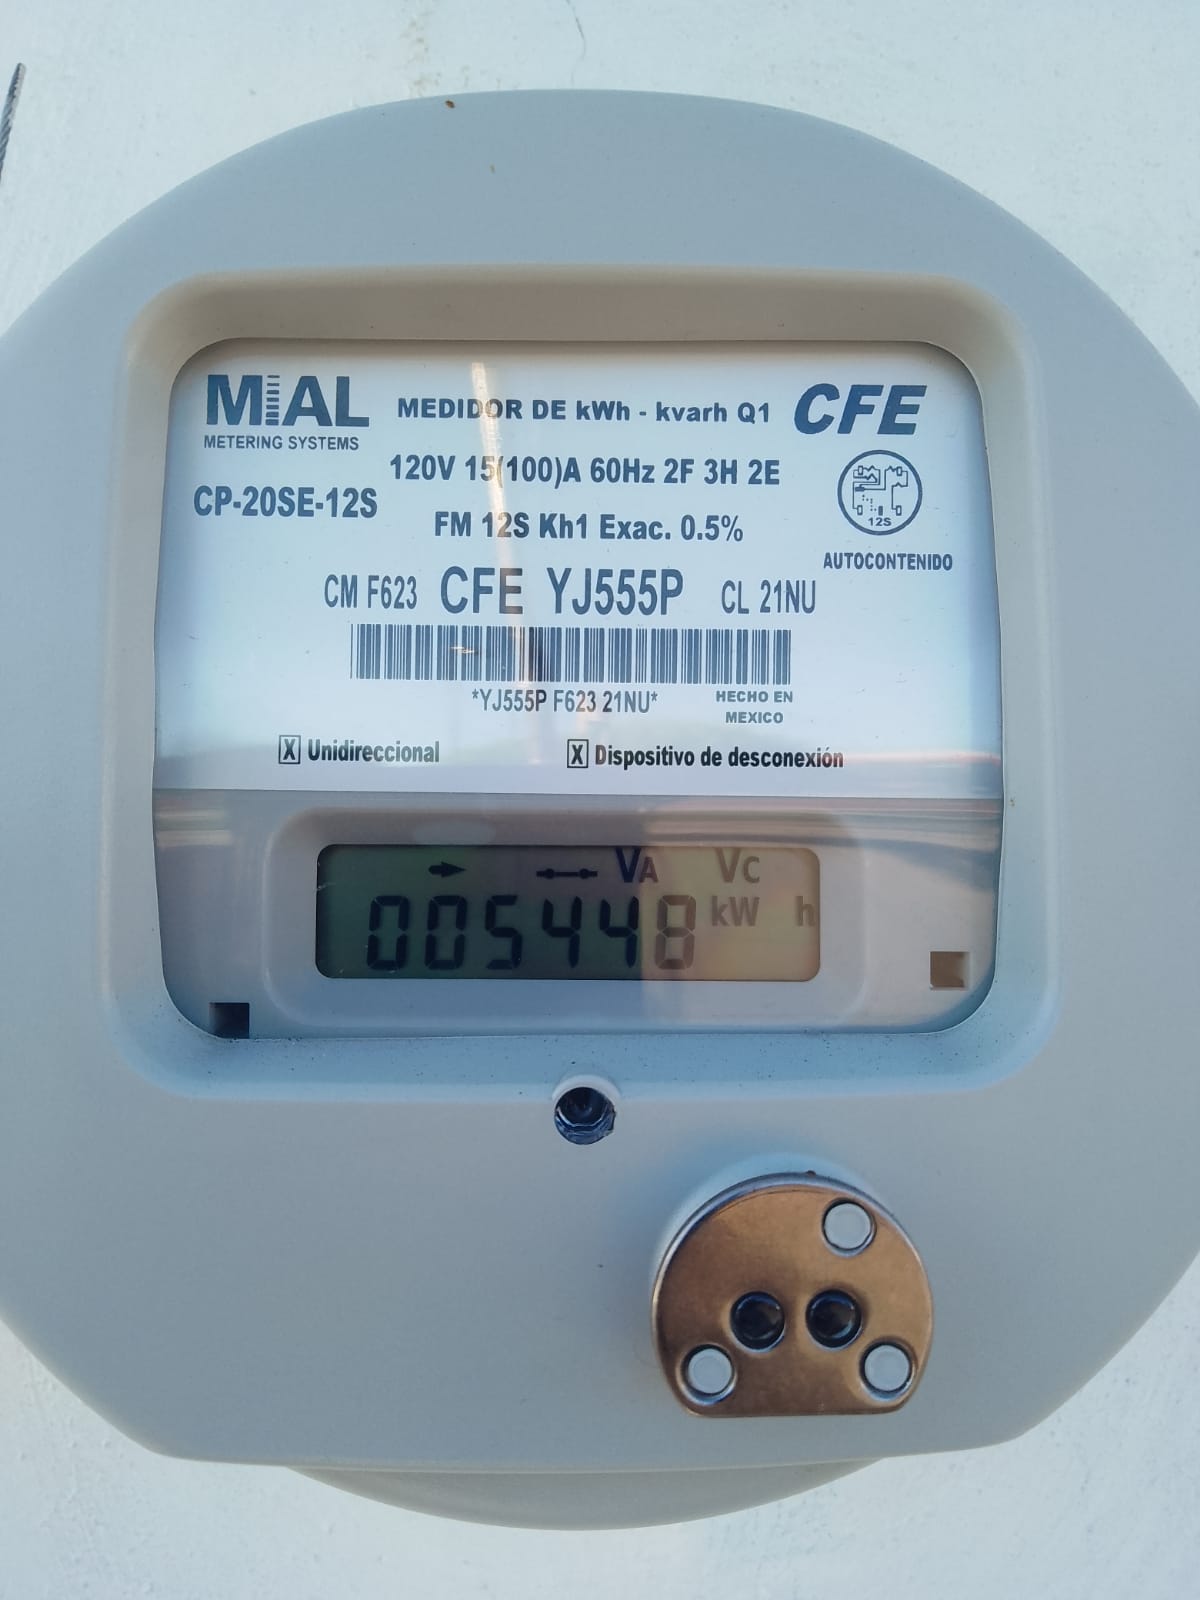 MIAL
METERING SYSTEMS
MEDIDOR DE kWh - kvarh Q1
CFE
CP-20SE-12S
120V 15(100)A 60Hz 2F 3H 2E
FM 12S Kh1 Exac. 0.5%
12S
AUTOCONTENIDO
CM F623 CFE YJ555P CL 21NU
*YJ555P F623 21NU*
HECHO EN
MEXICO
X Unidireccional
X Dispositivo de desconexión
VA VC
005448 kW h